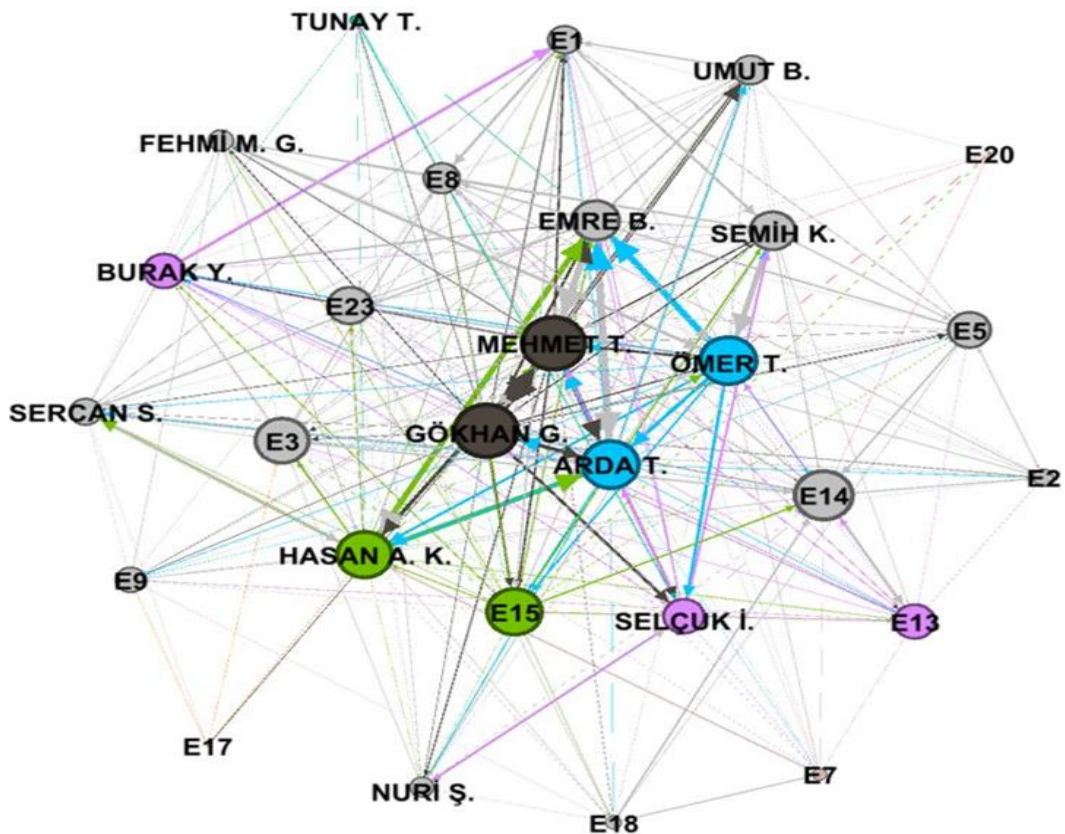 TUNAY T.
E1
UMUT B.
FEHMİ M. G.
E20
E8
EMRE B.
SEMİH K.
BURAK Y.
E23
E5
MEHMET T.
ÖMER T.
SERCAN S.
E3
GÖKHAN G.
ARDA T.
E2
E14
HASAN A. K.
E9
E15
SELÇUK İ.
E13
E17
NURİ Ş.
E7
E18